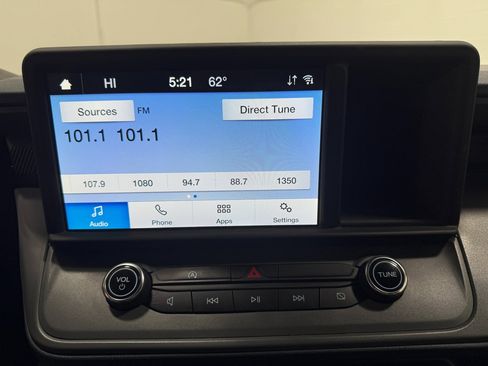 HI 5:21 62°
Sources FM Direct Tune
101.1 101.1
107.9 1080 94.7 88.7 1350
Audio Phone Apps Settings
VOL TUNE